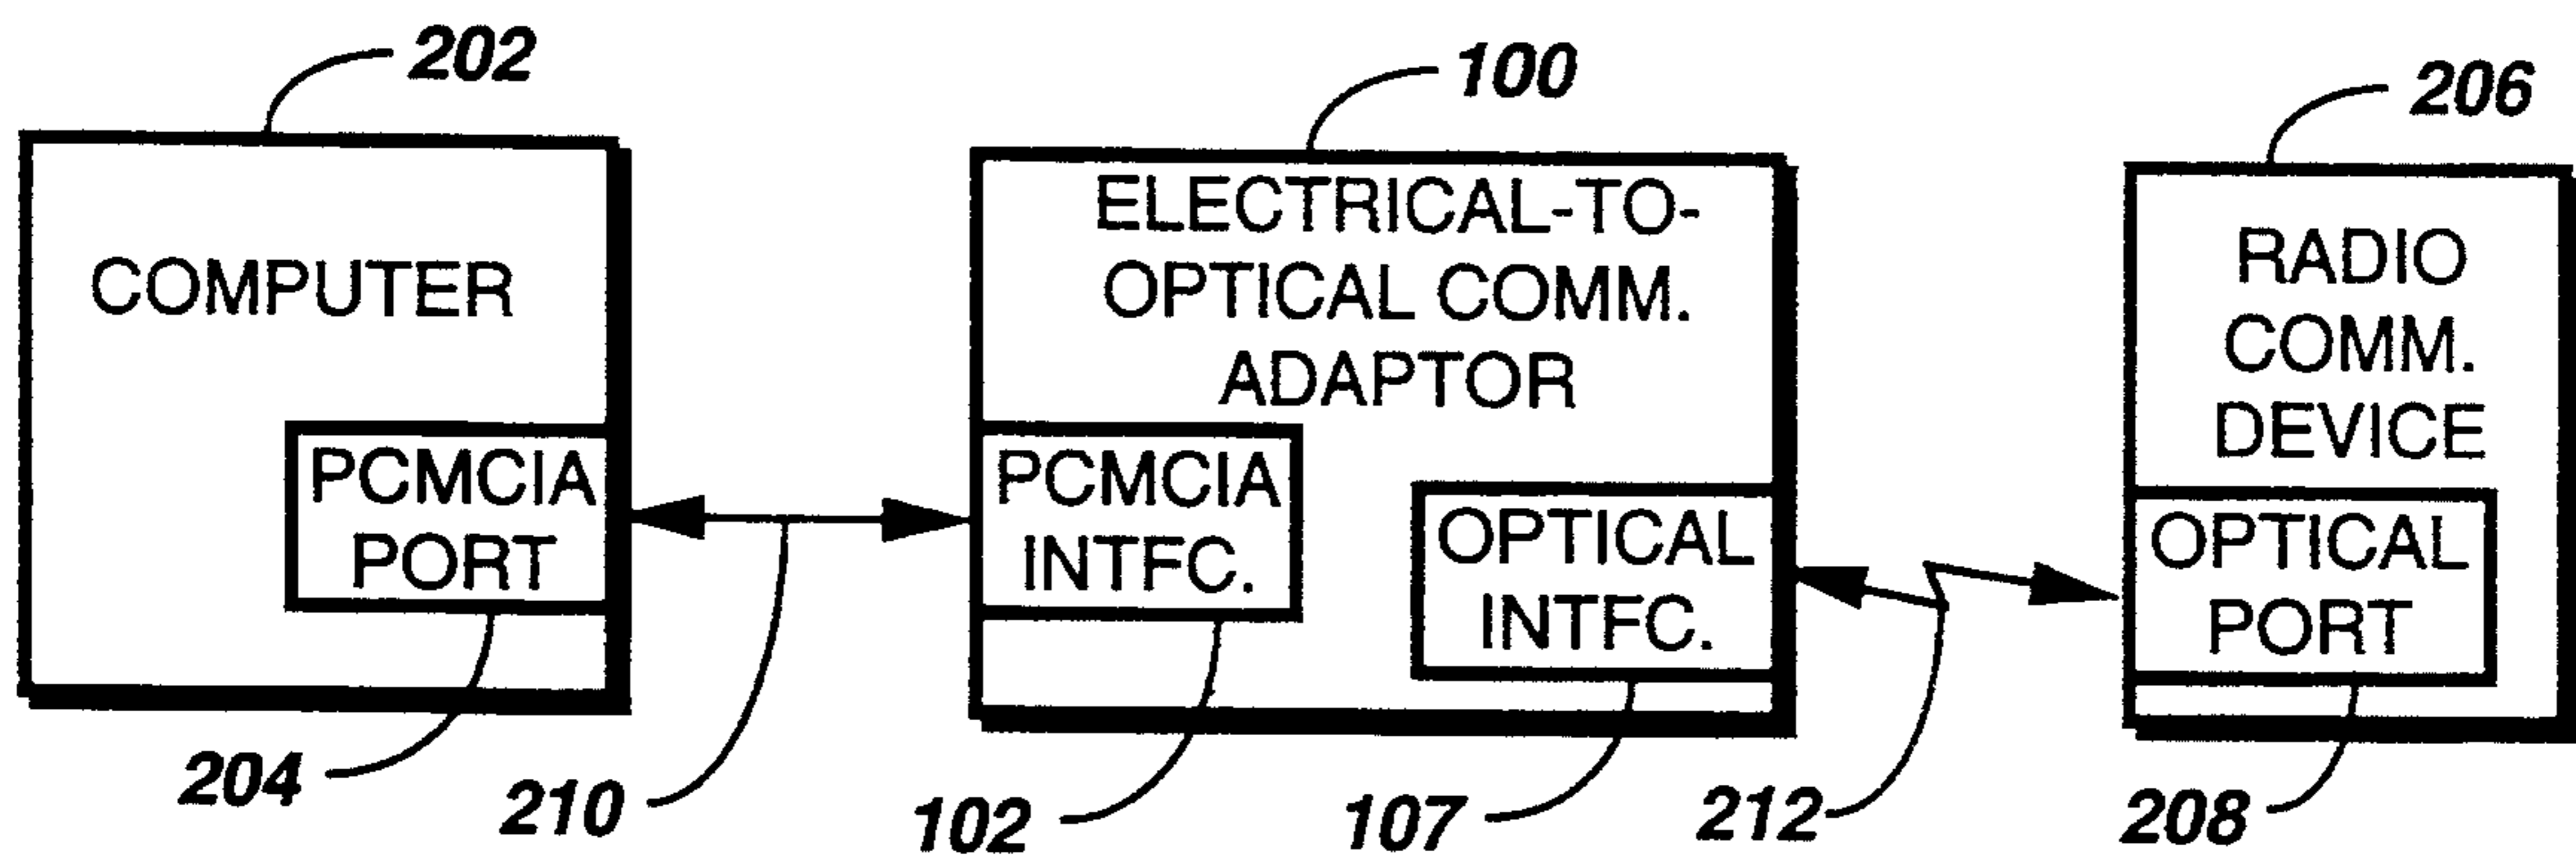 202
100
206
COMPUTER
ELECTRICAL-TO-
OPTICAL COMM.
ADAPTOR
RADIO
COMM.
DEVICE
PCMCIA
PORT
PCMCIA
INTFC.
OPTICAL
INTFC.
OPTICAL
PORT
204
210
102
107
212
208